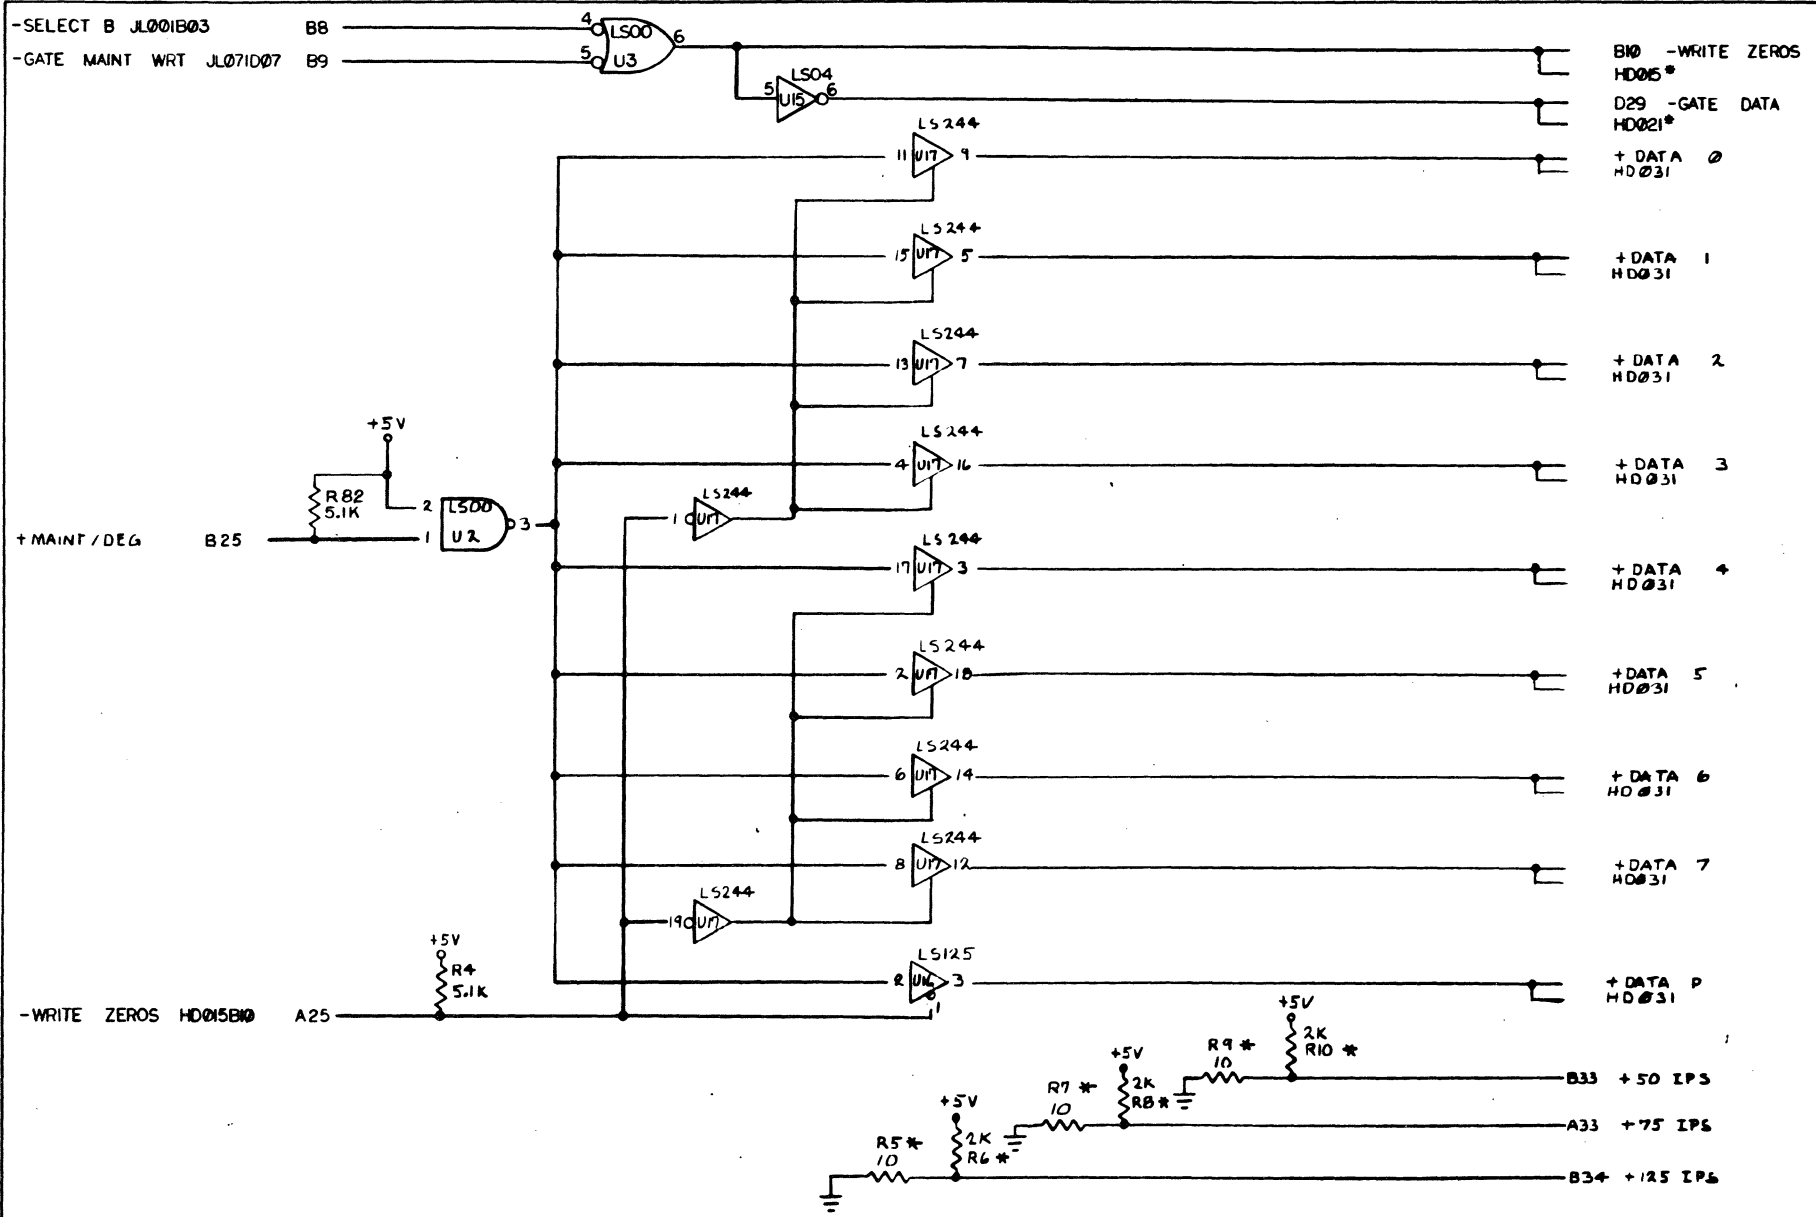 -SELECT B JL001B03 B8 4 LS00 U3 6
-GATE MAINT WRT JL071D07 B9 5
B10 -WRITE ZEROS
HD015*
5 LS04 U15 6
D29 -GATE DATA
HD021*
LS244
11 U17 9
+ DATA 0
HD031
LS244
15 U17 5
+ DATA 1
HD031
LS244
13 U17 7
+ DATA 2
HD031
LS244
4 U17 16
+ DATA 3
HD031
+5V
R82
5.1K
2 LS00
1 U2
3
+MAINT/DEG B25
LS244
1 U17
LS244
17 U17 3
+ DATA 4
HD031
LS244
2 U17 18
+DATA 5
HD031
LS244
6 U17 14
+ DATA 6
HD031
LS244
8 U17 12
+DATA 7
HD031
LS244
19 U17
LS125
2 U16 3
1
+ DATA P
HD031
+5V
R4
5.1K
-WRITE ZEROS HD015B10 A25
+5V
2K
R10 *
R9 *
10
B33 +50 IPS
+5V
2K
R8 *
R7 *
10
A33 +75 IPS
+5V
2K
R6 *
R5 *
10
B34 +125 IPS